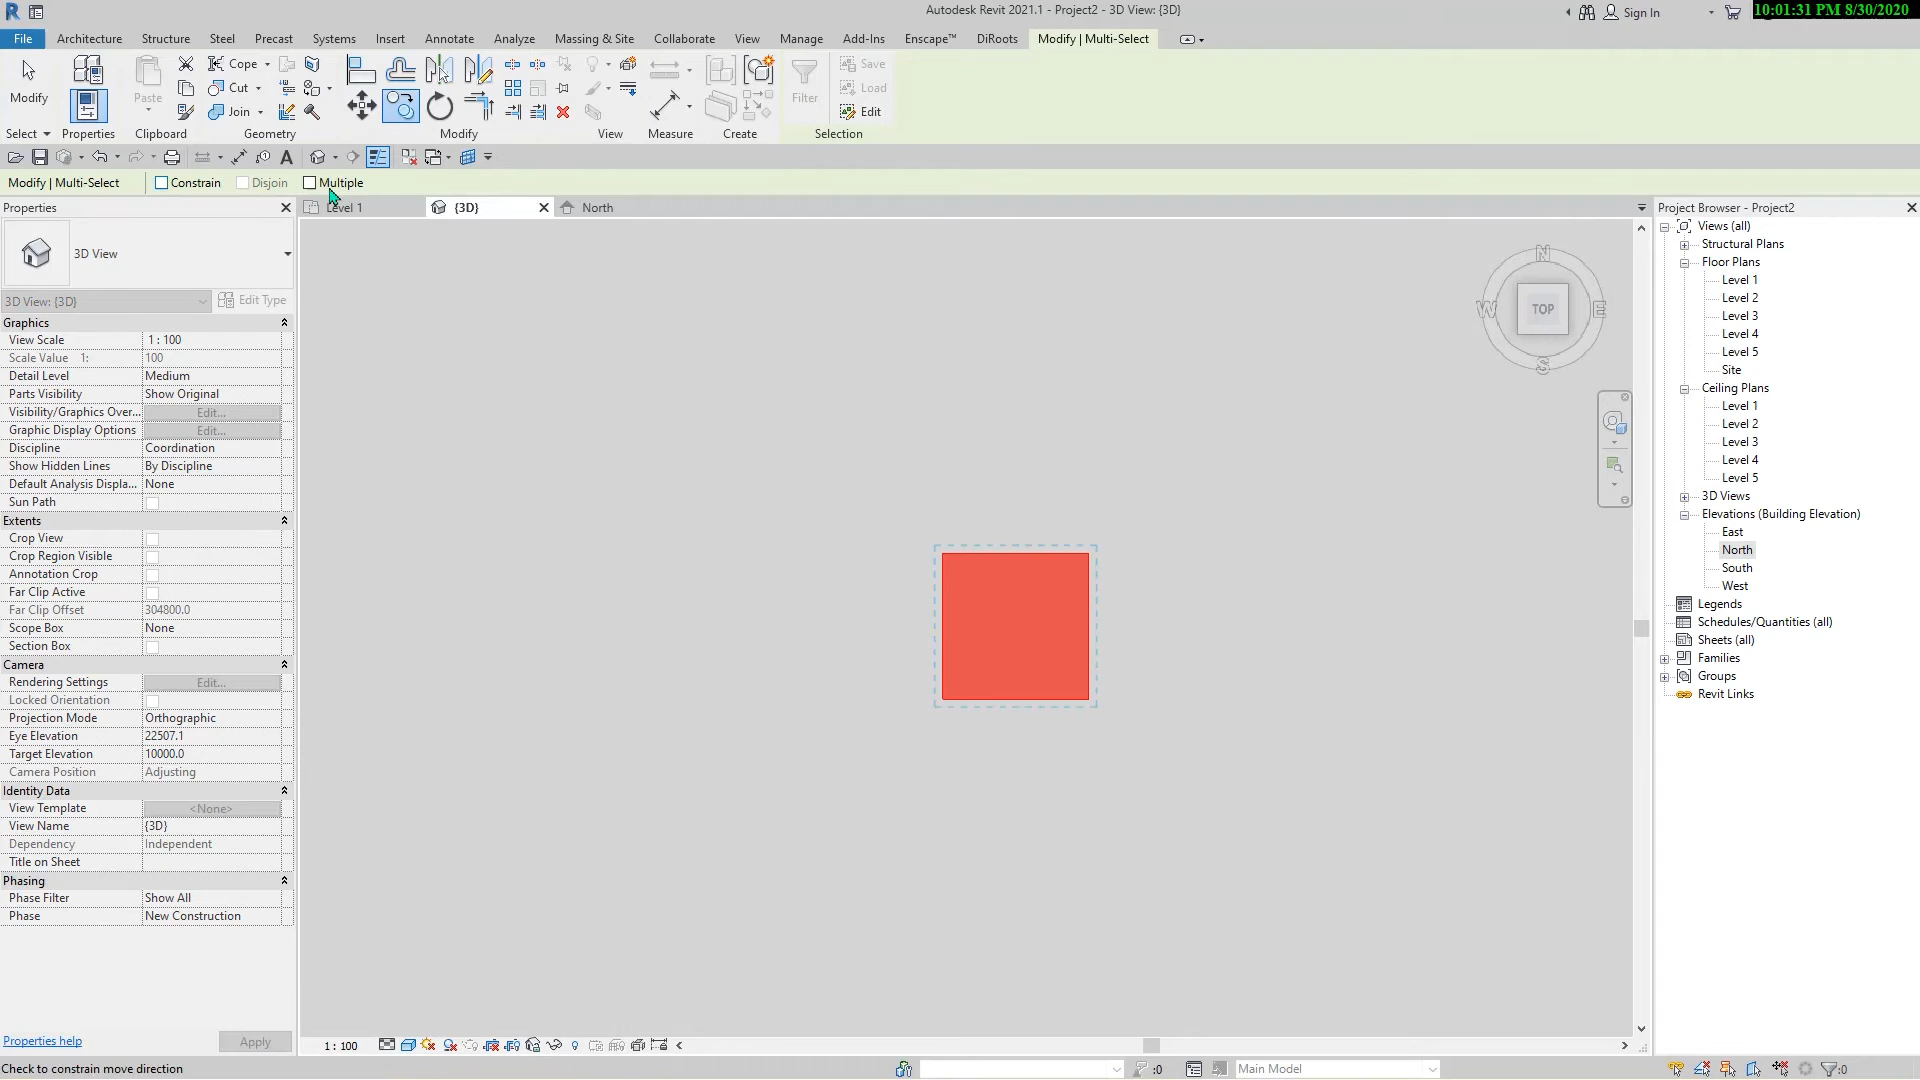 Autodesk Revit 2021.1 - Project2 - 3D View: {3D}
Sign In
10:01:31 PM 8/30/2020
File
Architecture
Structure
Steel
Precast
Systems
Insert
Annotate
Analyze
Massing & Site
Collaborate
View
Manage
Add-Ins
Enscape™
DiRoots
Modify | Multi-Select
Modify
Paste
Cope
Cut
Join
Filter
Save
Load
Edit
Select
Properties
Clipboard
Geometry
Modify
View
Measure
Create
Selection
Modify | Multi-Select
Constrain
Disjoin
Multiple
Properties
Level 1
{3D}
North
Project Browser - Project2
3D View
3D View: {3D}
Edit Type
Graphics
View Scale 1 : 100
Scale Value 1: 100
Detail Level Medium
Parts Visibility Show Original
Visibility/Graphics Over... Edit...
Graphic Display Options Edit...
Discipline Coordination
Show Hidden Lines By Discipline
Default Analysis Displa... None
Sun Path
Extents
Crop View
Crop Region Visible
Annotation Crop
Far Clip Active
Far Clip Offset 304800.0
Scope Box None
Section Box
Camera
Rendering Settings Edit...
Locked Orientation
Projection Mode Orthographic
Eye Elevation 22507.1
Target Elevation 10000.0
Camera Position Adjusting
Identity Data
View Template <None>
View Name {3D}
Dependency Independent
Title on Sheet
Phasing
Phase Filter Show All
Phase New Construction
Properties help
Apply
N
W
TOP
E
S
Views (all)
Structural Plans
Floor Plans
Level 1
Level 2
Level 3
Level 4
Level 5
Site
Ceiling Plans
Level 1
Level 2
Level 3
Level 4
Level 5
3D Views
Elevations (Building Elevation)
East
North
South
West
Legends
Schedules/Quantities (all)
Sheets (all)
Families
Groups
Revit Links
1 : 100
Check to constrain move direction
:0
Main Model
:0